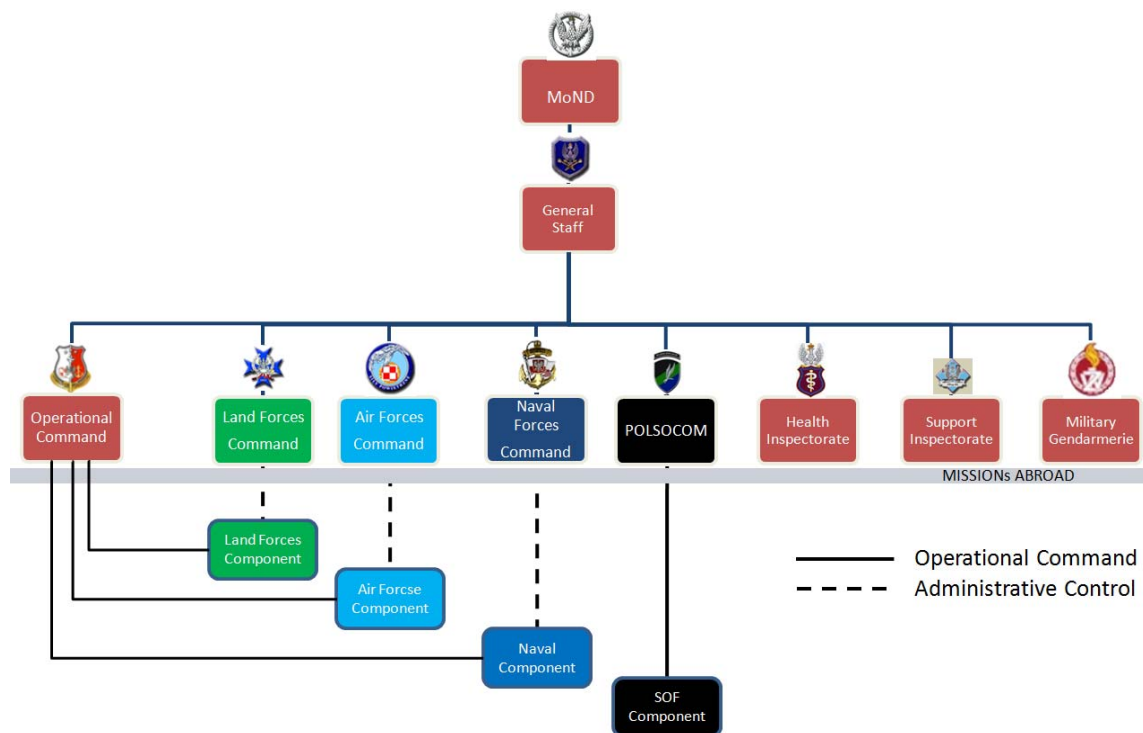 MoND
General
Staff
Operational
Command
Land Forces
Command
Air Forces
Command
Naval
Forces
Command
POLSOCOM
Health
Inspectorate
Support
Inspectorate
Military
Gendarmerie
MISSIONs ABROAD
Land Forces
Component
Air Forcse
Component
Naval
Component
SOF
Component
Operational Command
Administrative Control